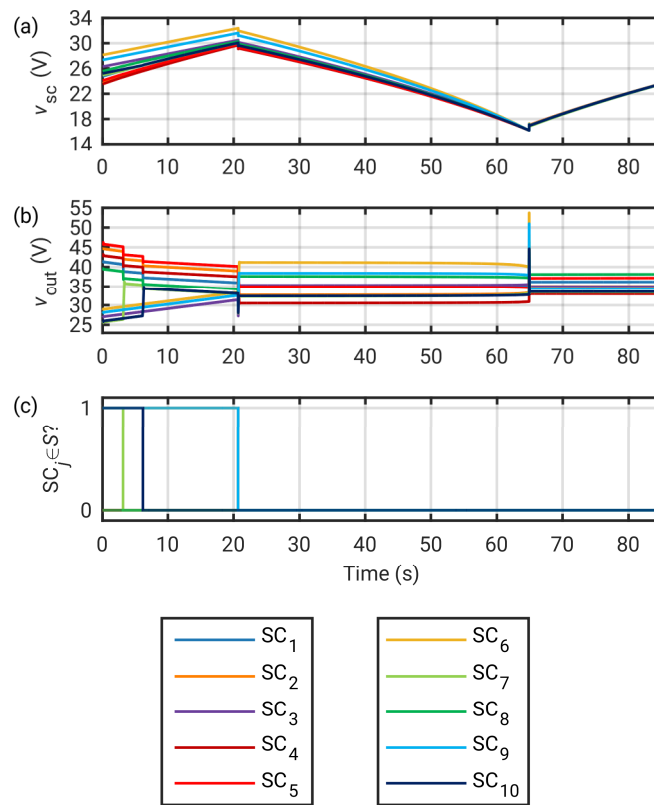 (a)
v_sc (V)
34
30
26
22
18
14
0 10 20 30 40 50 60 70 80
(b)
v_out (V)
55
50
45
40
35
30
25
0 10 20 30 40 50 60 70 80
(c)
SC_j∈S?
1
0
0 10 20 30 40 50 60 70 80
Time (s)
SC_1
SC_2
SC_3
SC_4
SC_5
SC_6
SC_7
SC_8
SC_9
SC_10